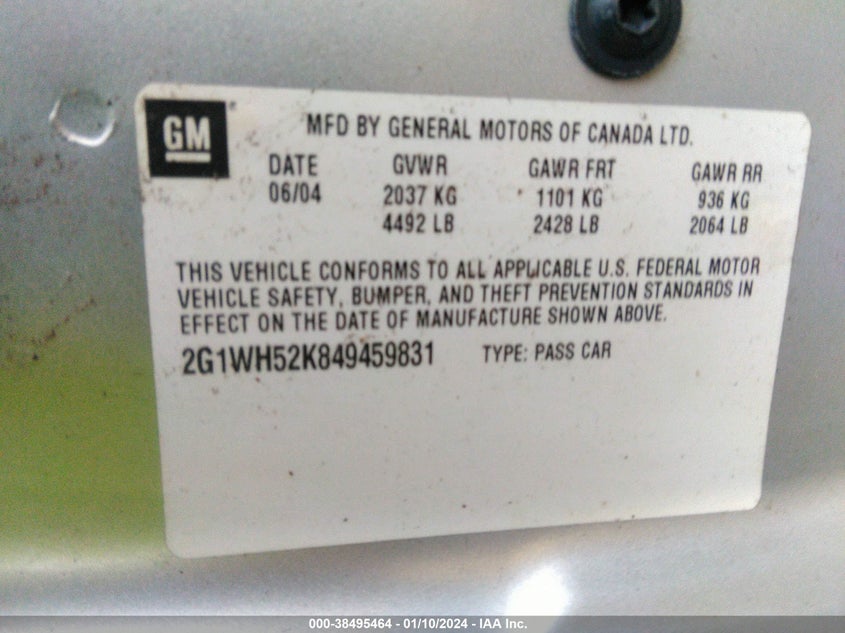 GM
MFD BY GENERAL MOTORS OF CANADA LTD.
DATE GVWR GAWR FRT GAWR RR
06/04 2037 KG 1101 KG 936 KG
4492 LB 2428 LB 2064 LB
THIS VEHICLE CONFORMS TO ALL APPLICABLE U.S. FEDERAL MOTOR
VEHICLE SAFETY, BUMPER, AND THEFT PREVENTION STANDARDS IN
EFFECT ON THE DATE OF MANUFACTURE SHOWN ABOVE.
2G1WH52K849459831 TYPE: PASS CAR
000-38495464 - 01/10/2024 - IAA Inc.